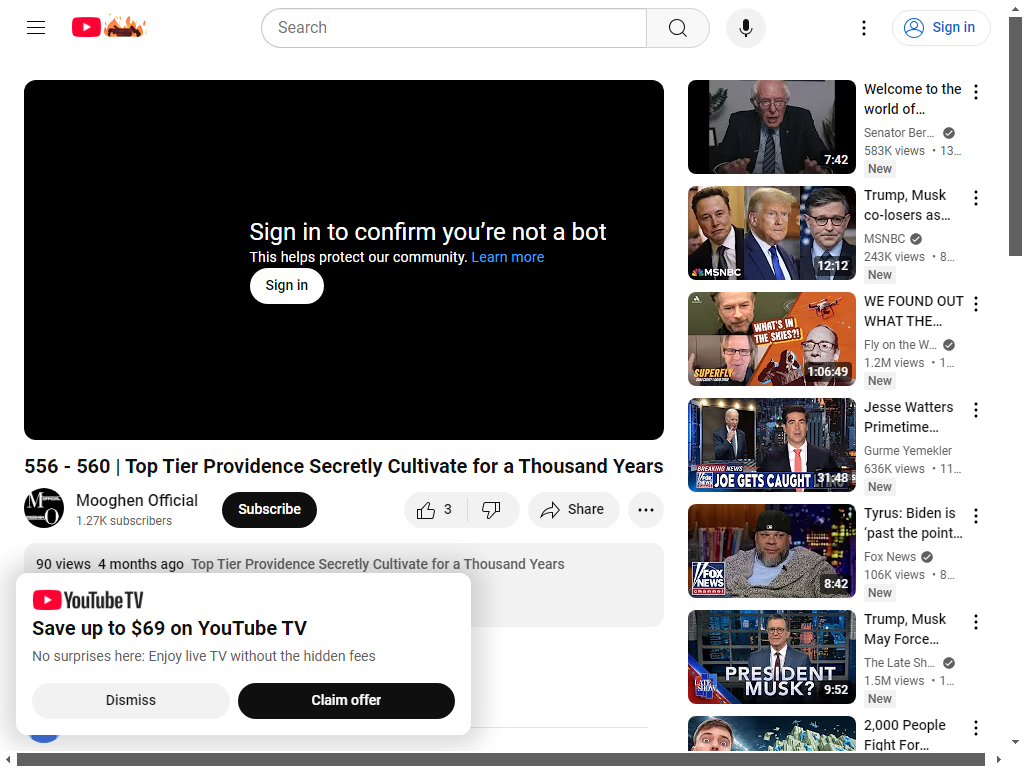 Search
Sign in
Sign in to confirm you’re not a bot
This helps protect our community. Learn more
Sign in
556 - 560 | Top Tier Providence Secretly Cultivate for a Thousand Years
Mooghen Official
1.27K subscribers
Subscribe
3
Share
90 views 4 months ago Top Tier Providence Secretly Cultivate for a Thousand Years
YouTube TV
Save up to $69 on YouTube TV
No surprises here: Enjoy live TV without the hidden fees
Dismiss
Claim offer
7:42
Welcome to the
world of…
Senator Ber…
583K views • 13…
New
MSNBC
12:12
Trump, Musk
co-losers as…
MSNBC
243K views • 8…
New
WHAT'S IN
THE SKIES?!
SUPERFLY
1:06:49
WE FOUND OUT
WHAT THE…
Fly on the W…
1.2M views • 1…
New
BREAKING NEWS
JOE GETS CAUGHT
31:48
Jesse Watters
Primetime…
Gurme Yemekler
636K views • 11…
New
FOX
NEWS
channel
8:42
Tyrus: Biden is
‘past the point…
Fox News
106K views • 8…
New
LATE
SHOW
PRESIDENT
MUSK?
9:52
Trump, Musk
May Force…
The Late Sh…
1.5M views • 1…
New
2,000 People
Fight For…